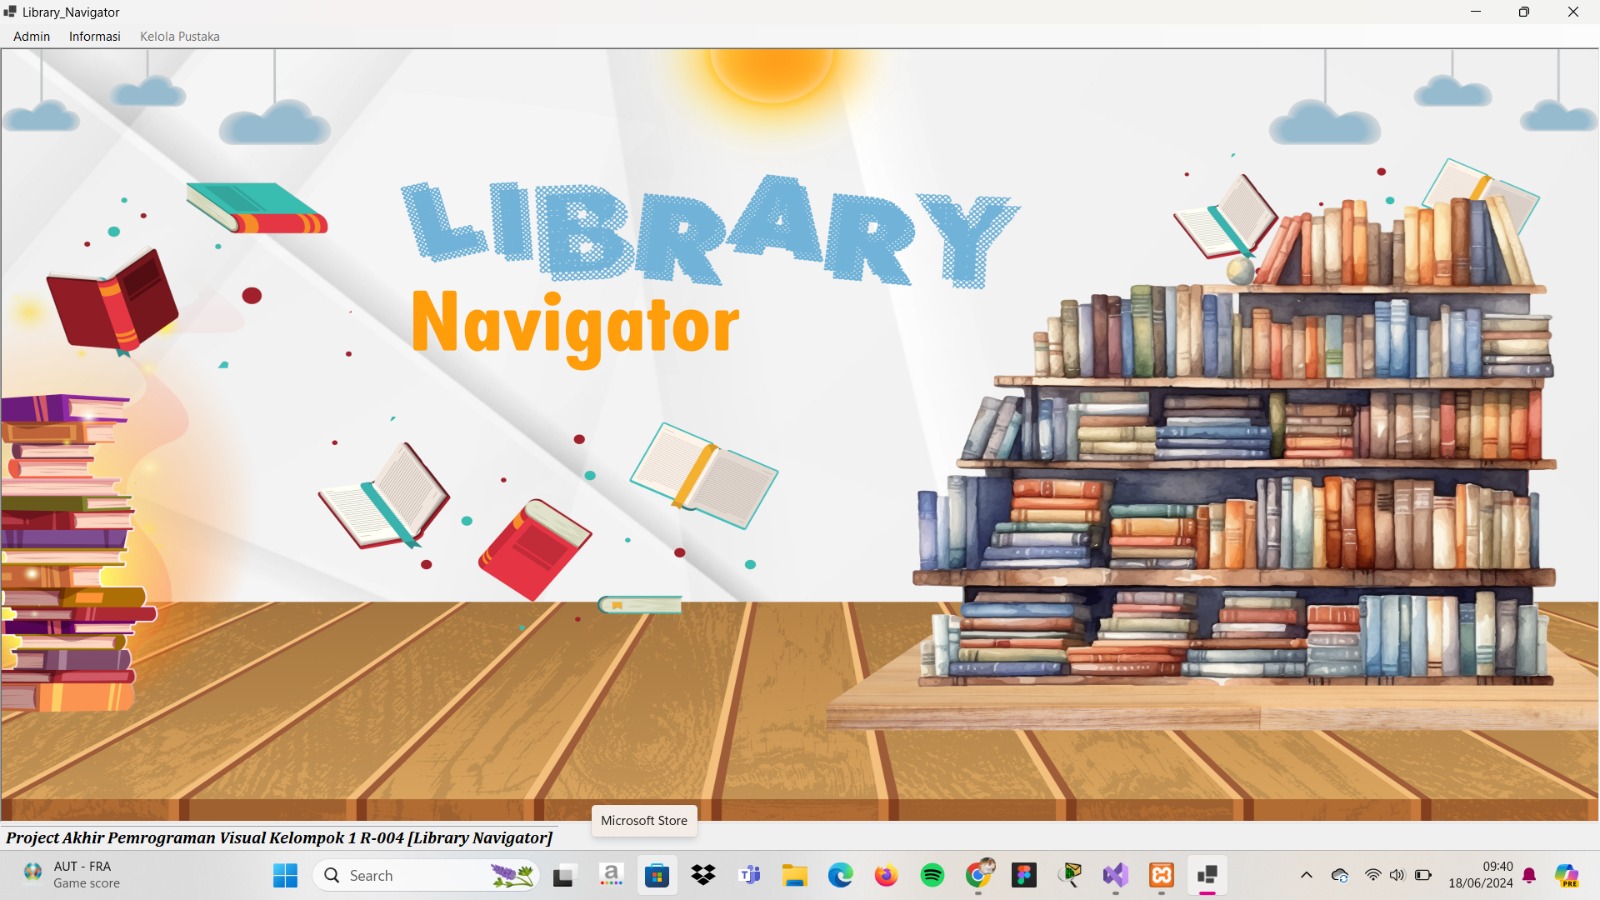 Library_Navigator
Admin Informasi Kelola Pustaka
LIBRARY
Navigator
Microsoft Store
Project Akhir Pemrograman Visual Kelompok 1 R-004 [Library Navigator]
AUT - FRA
Game score
Search
a
PRE
09:40
18/06/2024